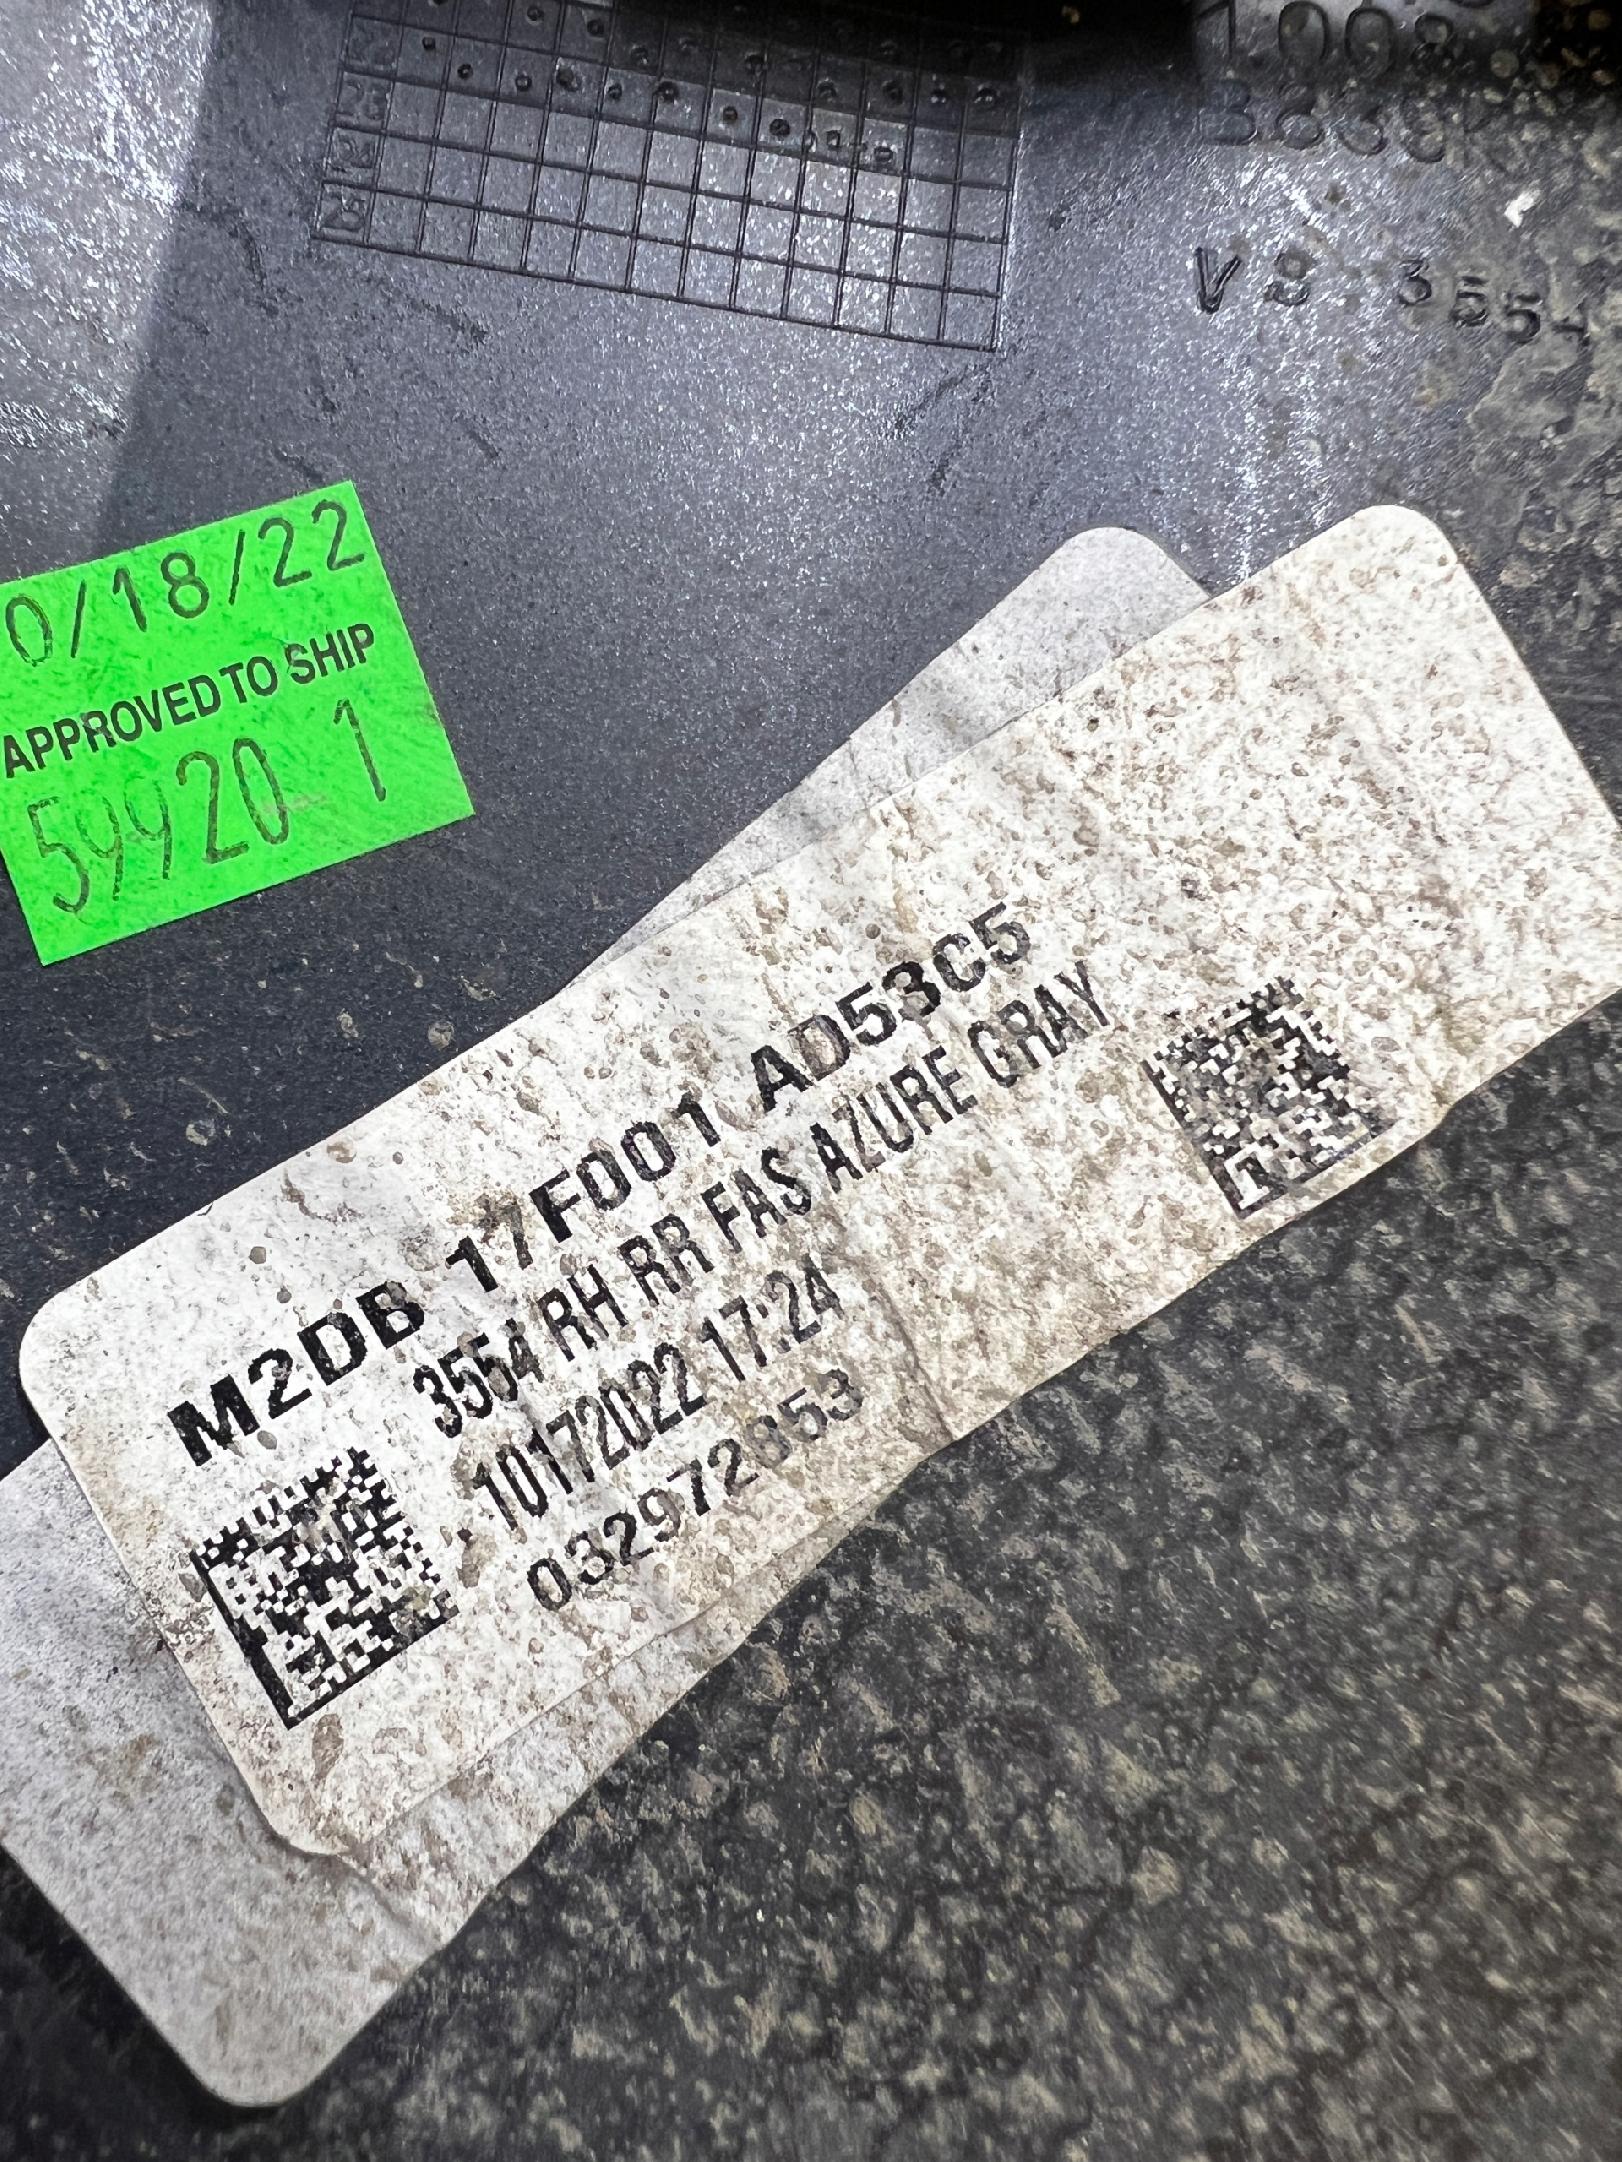 V8 3554
0/18/22
APPROVED TO SHIP
59920 1
M2DB 17F001 AD53C5
3554 RH RR FAS AZURE GRAY
10172022 17:24
032972853